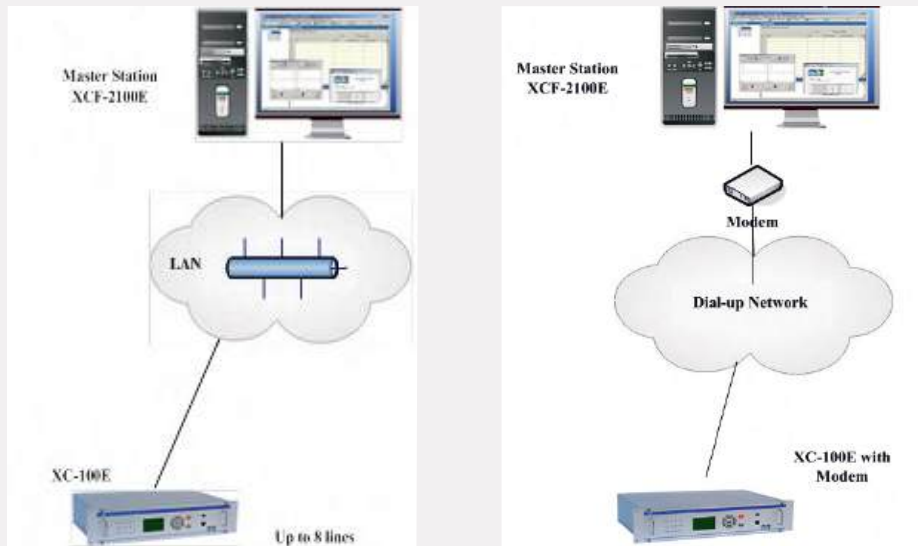 Master Station
XCF-2100E
LAN
XC-100E
Up to 8 lines
Master Station
XCF-2100E
Modem
Dial-up Network
XC-100E with
Modem